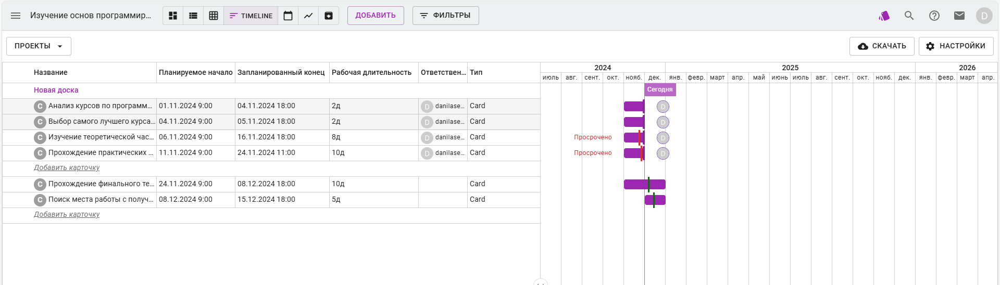 Изучение основ программир…
TIMELINE
ДОБАВИТЬ
ФИЛЬТРЫ
D
ПРОЕКТЫ
СКАЧАТЬ
НАСТРОЙКИ
Название Планируемое начало Запланированный конец Рабочая длительность Ответствен… Тип
2024 2025 2026
июль авг. сент. окт. нояб. дек. янв. февр. март апр. май июнь июль авг. сент. окт. нояб. дек. янв. февр. март апр.
Новая доска
Сегодня
C Анализ курсов по программ… 01.11.2024 9:00 04.11.2024 18:00 2д D danilase… Card D
C Выбор самого лучшего курса… 04.11.2024 9:00 05.11.2024 18:00 2д D danilase… Card D
C Изучение теоретической час… 06.11.2024 9:00 16.11.2024 18:00 8д D danilase… Card Просрочено D
C Прохождение практических … 11.11.2024 9:00 24.11.2024 11:00 10д D danilase… Card Просрочено D
Добавить карточку
C Прохождение финального те… 24.11.2024 9:00 08.12.2024 18:00 10д Card
C Поиск места работы с получ… 08.12.2024 9:00 15.12.2024 18:00 5д Card
Добавить карточку